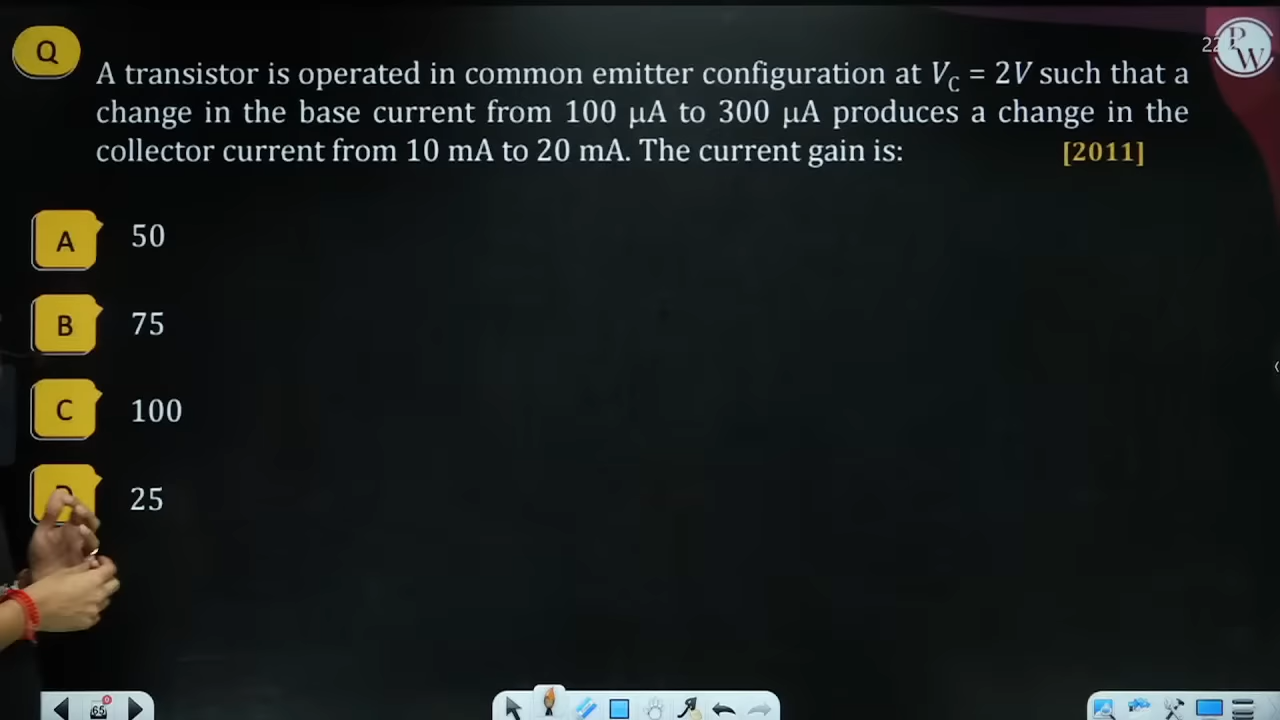 Q
A transistor is operated in common emitter configuration at V_C = 2V such that a
change in the base current from 100 μA to 300 μA produces a change in the
collector current from 10 mA to 20 mA. The current gain is: [2011]
A 50
B 75
C 100
25
PW
65